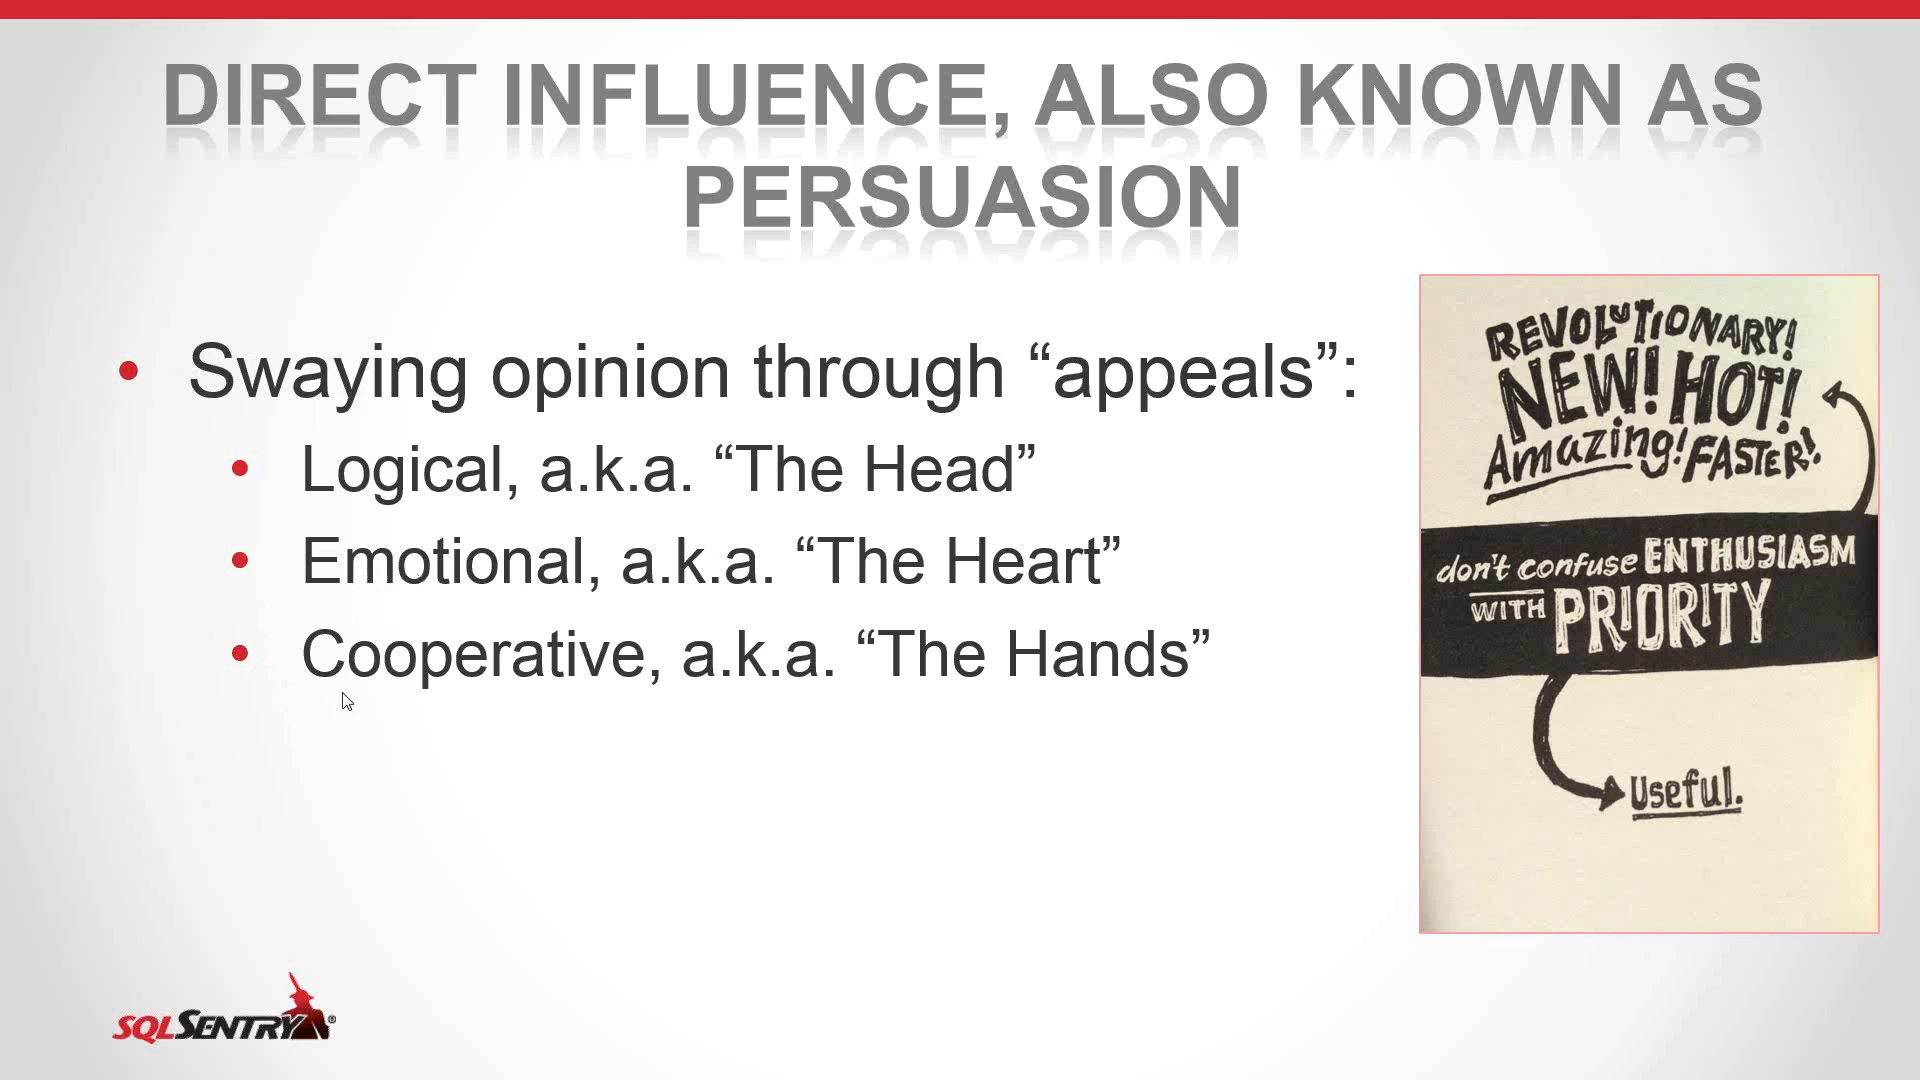 DIRECT INFLUENCE, ALSO KNOWN AS
PERSUASION
• Swaying opinion through “appeals”:
• Logical, a.k.a. “The Head”
• Emotional, a.k.a. “The Heart”
• Cooperative, a.k.a. “The Hands”
REVOLUTIONARY!
NEW! HOT!
Amazing! FASTER!
don't confuse ENTHUSIASM
WITH PRIORITY
Useful.
SQLSENTRY®